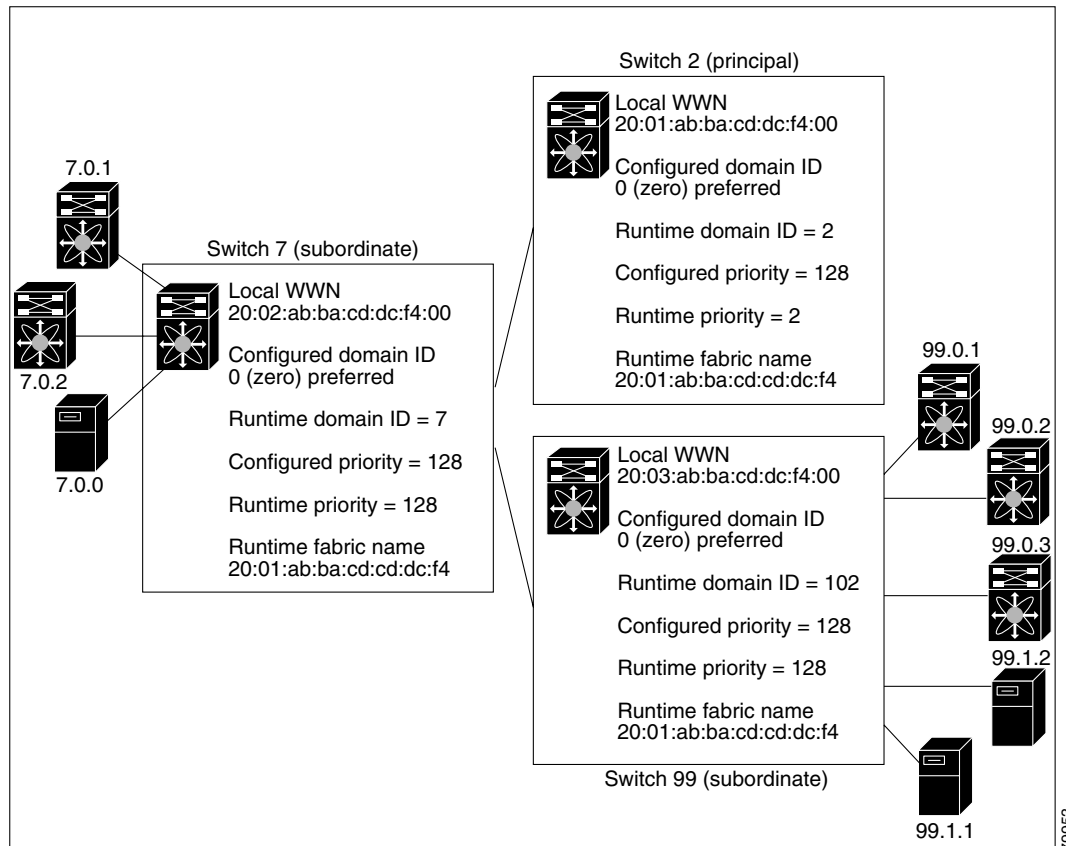 Switch 2 (principal)
Local WWN
20:01:ab:ba:cd:dc:f4:00
Configured domain ID
0 (zero) preferred
Runtime domain ID = 2
Configured priority = 128
Runtime priority = 2
Runtime fabric name
20:01:ab:ba:cd:cd:dc:f4
7.0.1
7.0.2
7.0.0
Switch 7 (subordinate)
Local WWN
20:02:ab:ba:cd:dc:f4:00
Configured domain ID
0 (zero) preferred
Runtime domain ID = 7
Configured priority = 128
Runtime priority = 128
Runtime fabric name
20:01:ab:ba:cd:cd:dc:f4
Local WWN
20:03:ab:ba:cd:dc:f4:00
Configured domain ID
0 (zero) preferred
Runtime domain ID = 102
Configured priority = 128
Runtime priority = 128
Runtime fabric name
20:01:ab:ba:cd:cd:dc:f4
Switch 99 (subordinate)
99.0.1
99.0.2
99.0.3
99.1.2
99.1.1